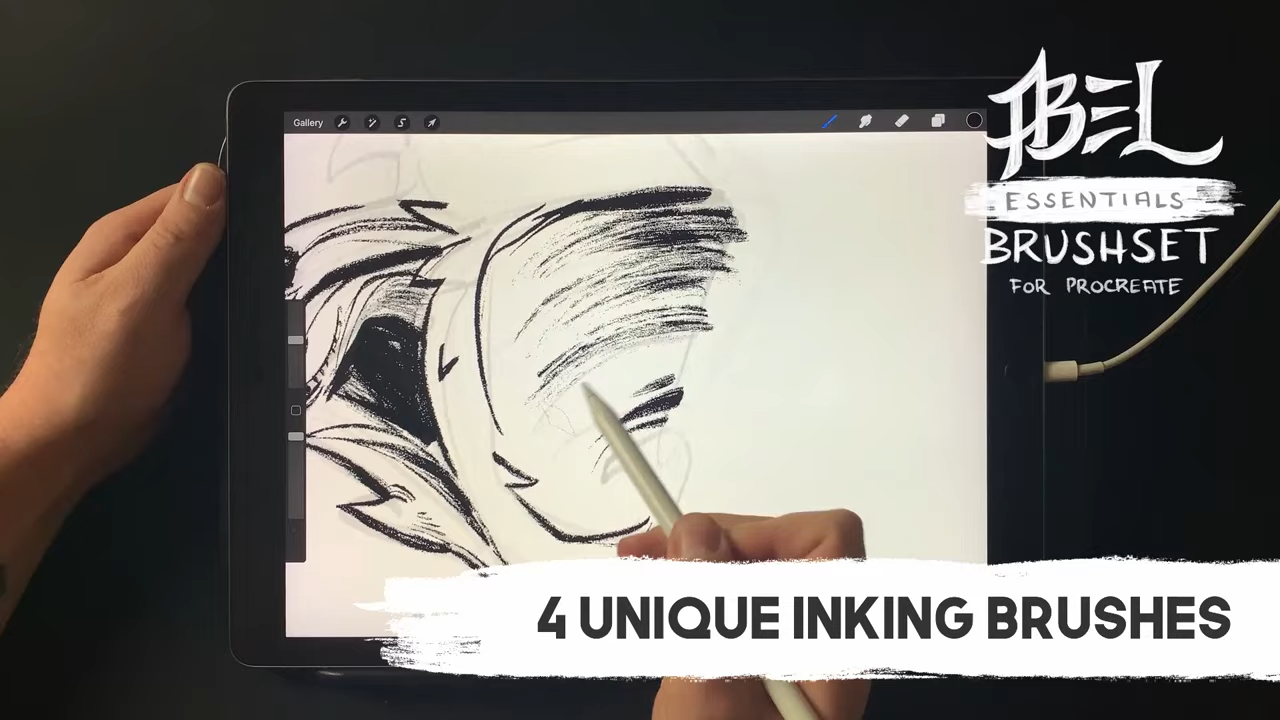 Gallery
ABEL
ESSENTIALS
BRUSHSET
FOR PROCREATE
4 UNIQUE INKING BRUSHES